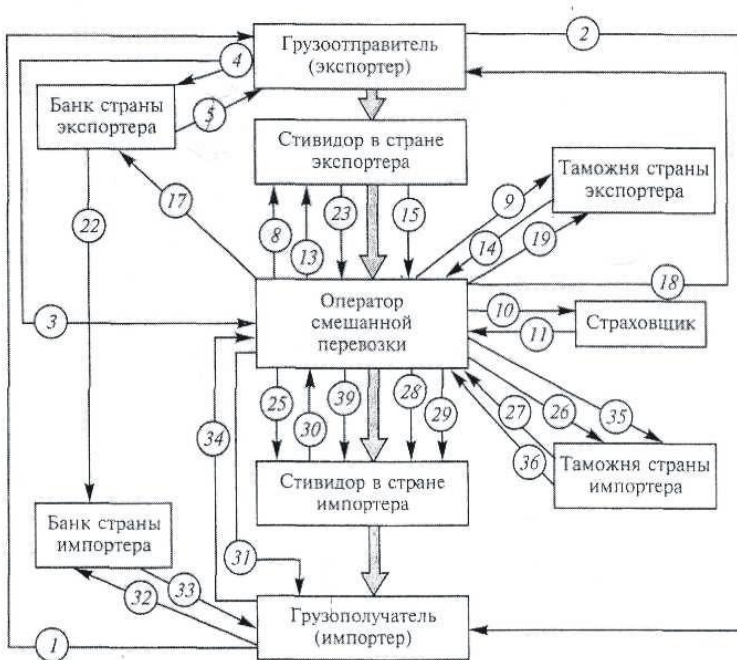 2
4
Грузоотправитель
(экспортер)
Банк страны
экспортера
5
Стивидор в стране
экспортера
Таможня страны
экспортера
9
17
23
15
22
8
13
14
19
18
Оператор
смешанной
перевозки
10
3
11
Страховщик
25
39
28
27
26
35
34
30
29
36
Стивидор в стране
импортера
Таможня страны
импортера
Банк страны
импортера
31
33
32
Грузополучатель
(импортер)
1